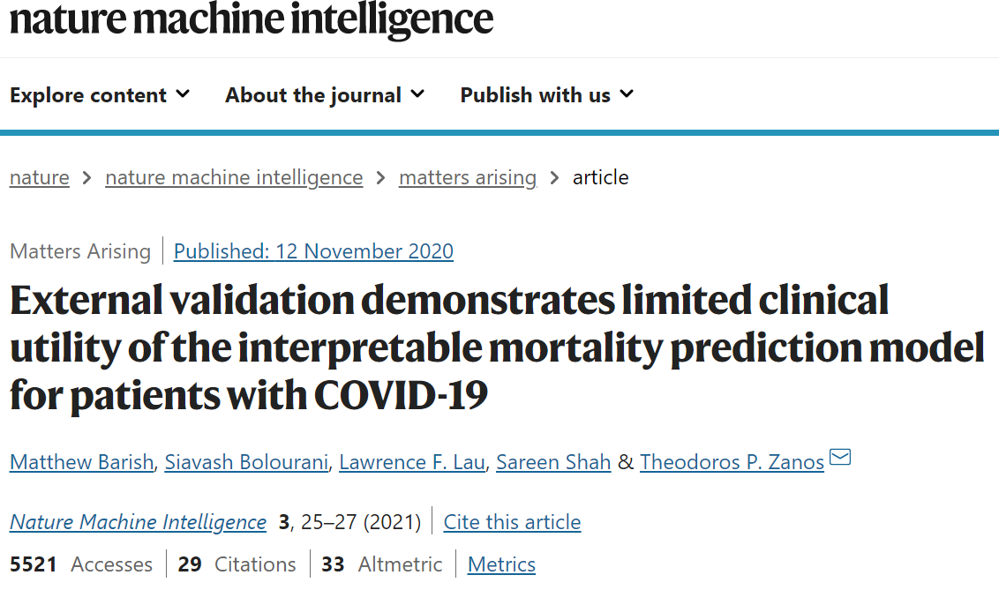 nature machine intelligence
Explore content About the journal Publish with us
nature > nature machine intelligence > matters arising > article
Matters Arising | Published: 12 November 2020
External validation demonstrates limited clinical
utility of the interpretable mortality prediction model
for patients with COVID-19
Matthew Barish, Siavash Bolourani, Lawrence F. Lau, Sareen Shah & Theodoros P. Zanos
Nature Machine Intelligence 3, 25–27 (2021) | Cite this article
5521 Accesses | 29 Citations | 33 Altmetric | Metrics